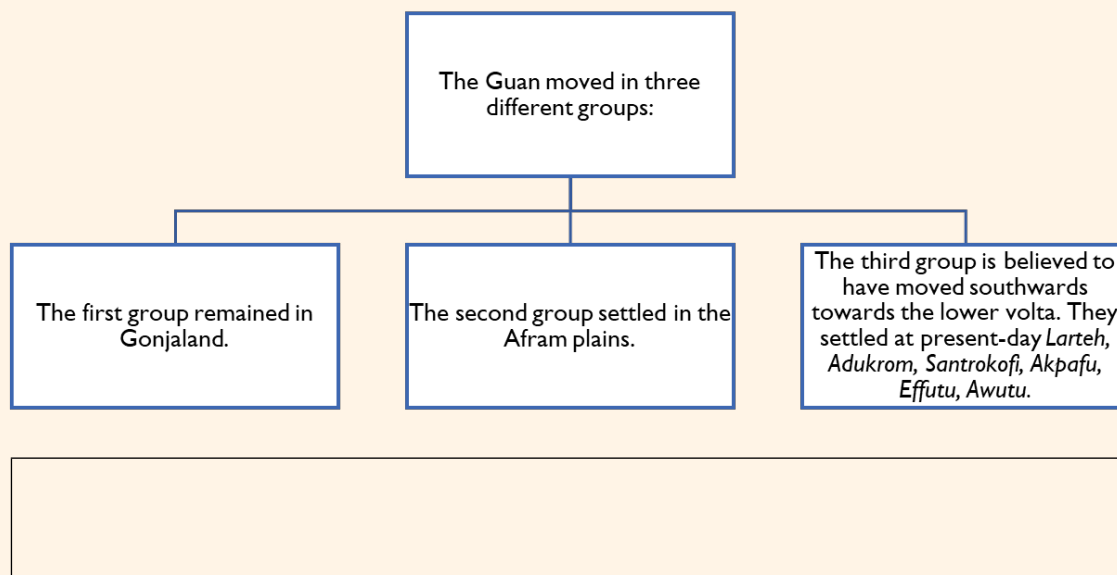 The Guan moved in three
different groups:
The first group remained in
Gonjaland.
The second group settled in the
Afram plains.
The third group is believed to
have moved southwards
towards the lower volta. They
settled at present-day Larteh,
Adukrom, Santrokofi, Akpafu,
Effutu, Awutu.